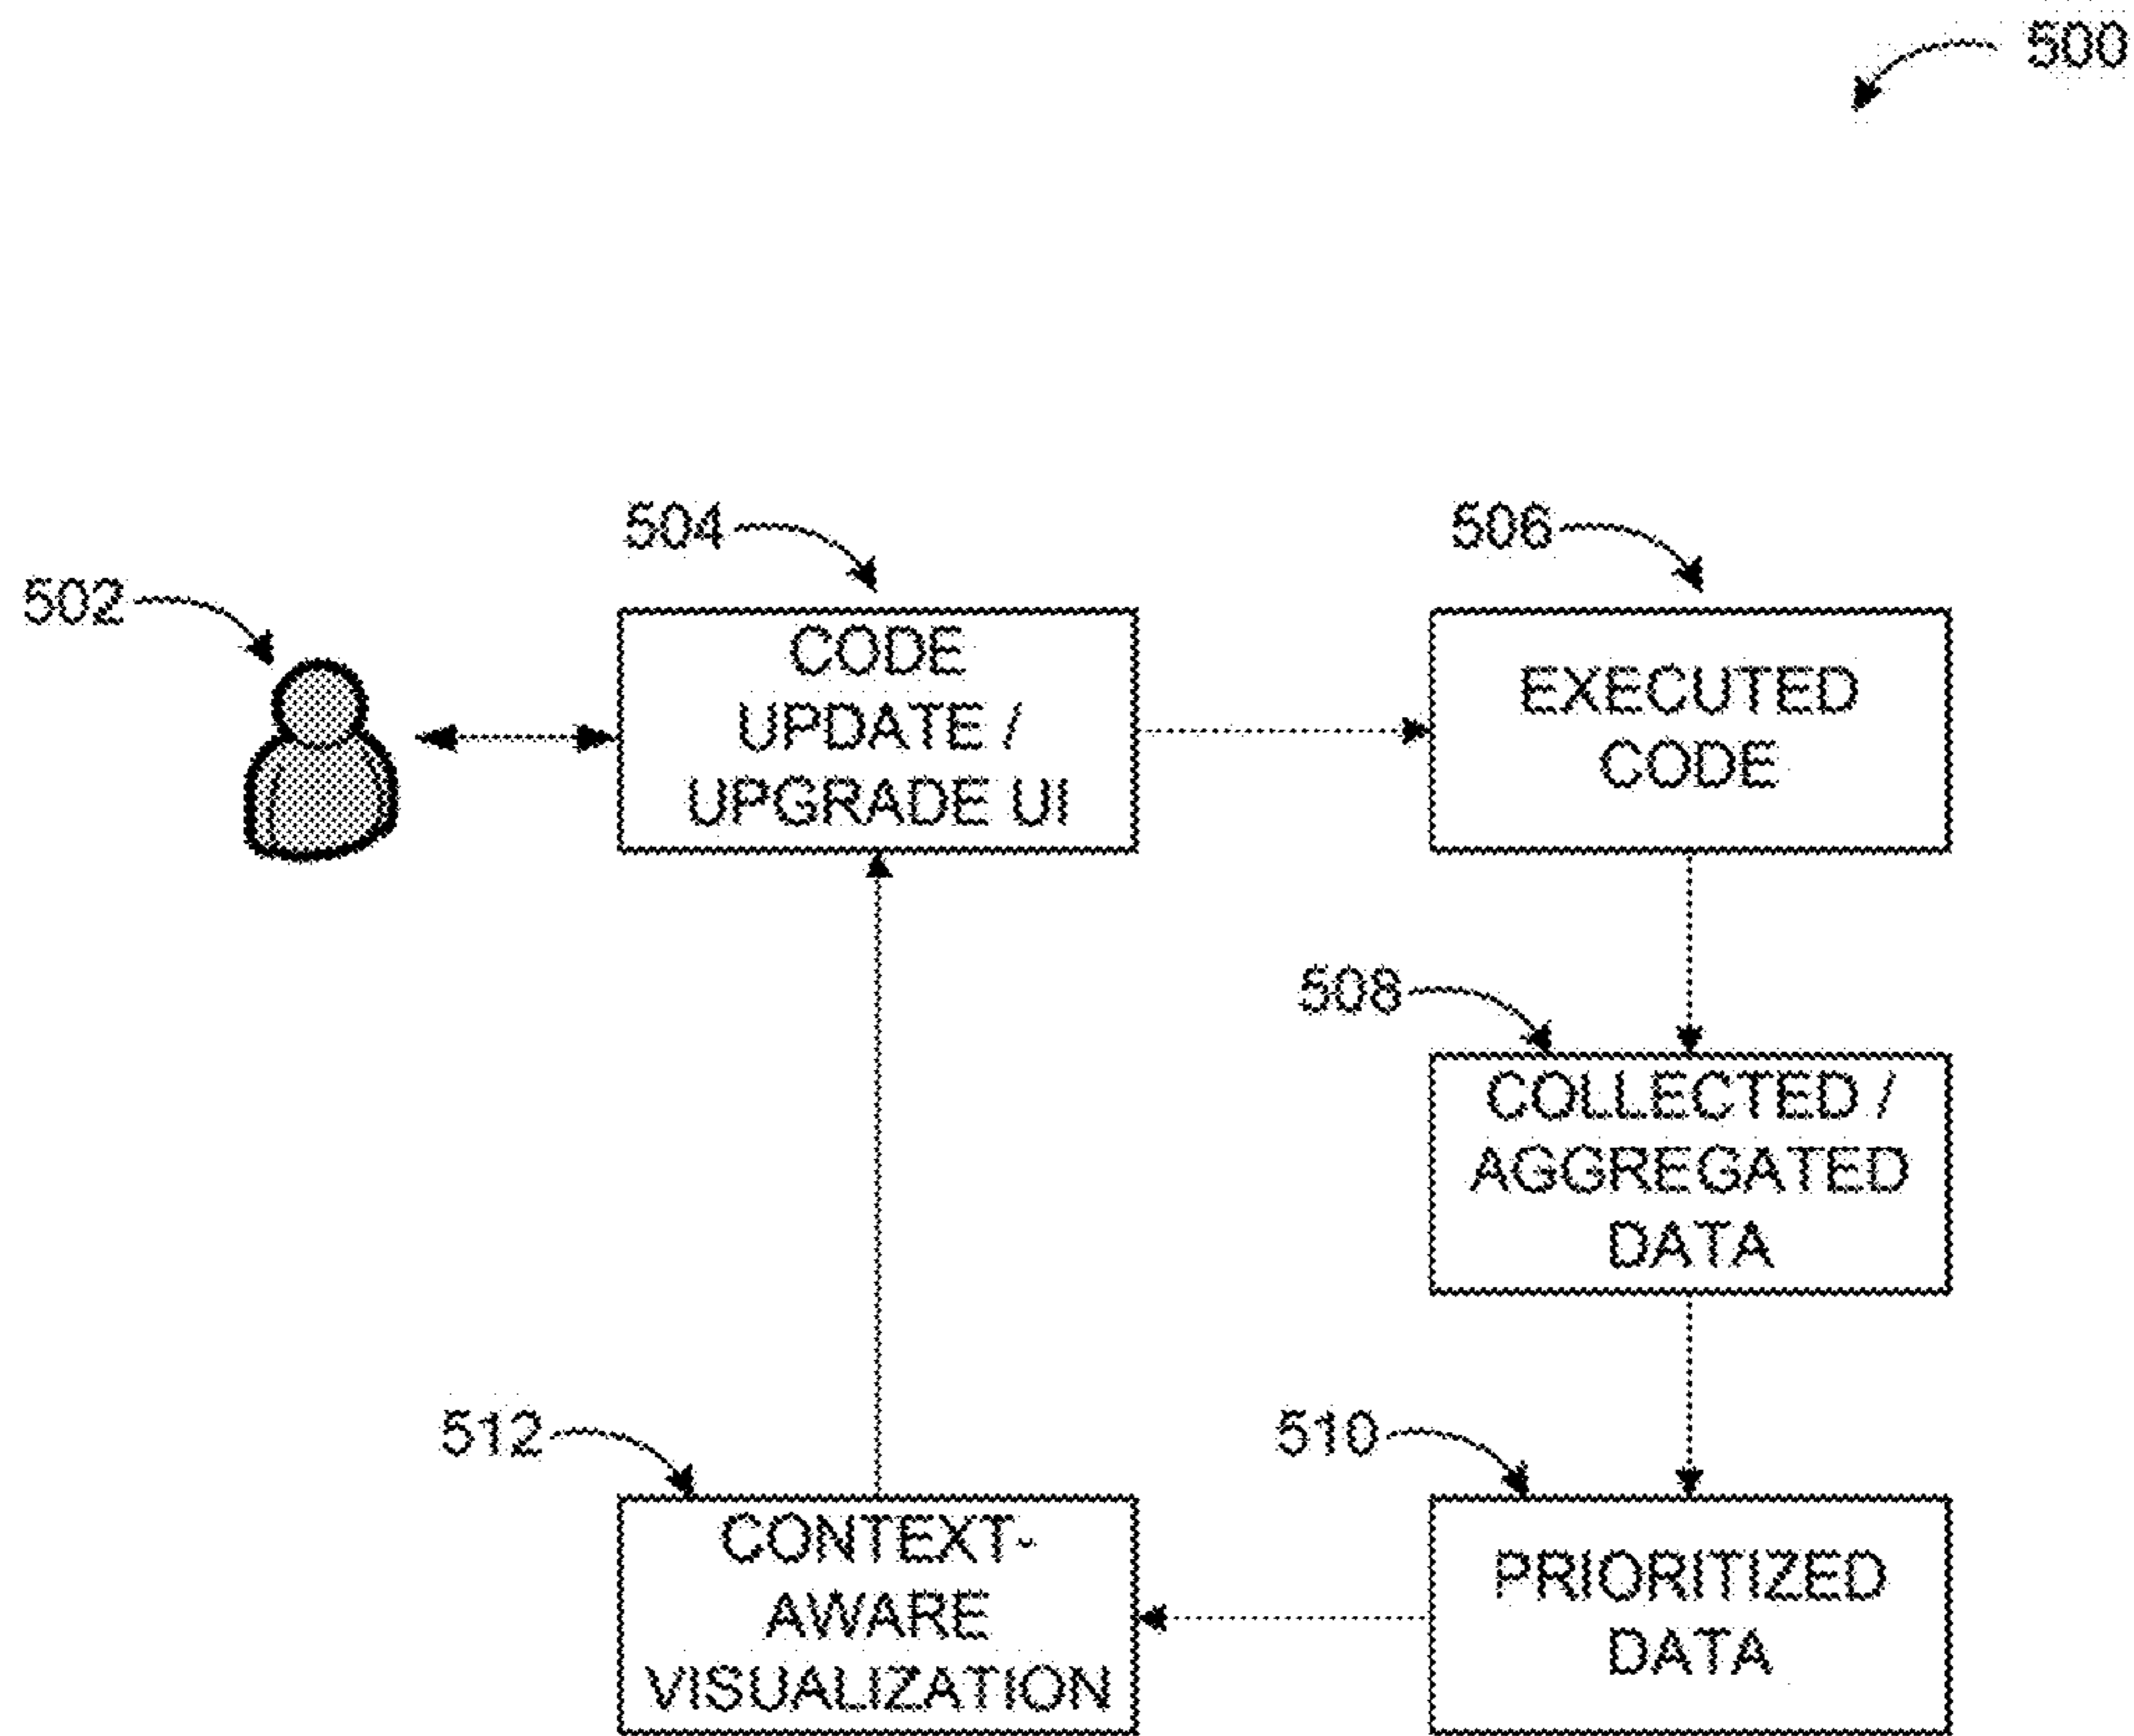 500
504
506
502
CODE
UPDATE /
UPGRADE UI
EXECUTED
CODE
508
COLLECTED /
AGGREGATED
DATA
512
510
CONTEXT-
AWARE
VISUALIZATION
PRIORITIZED
DATA